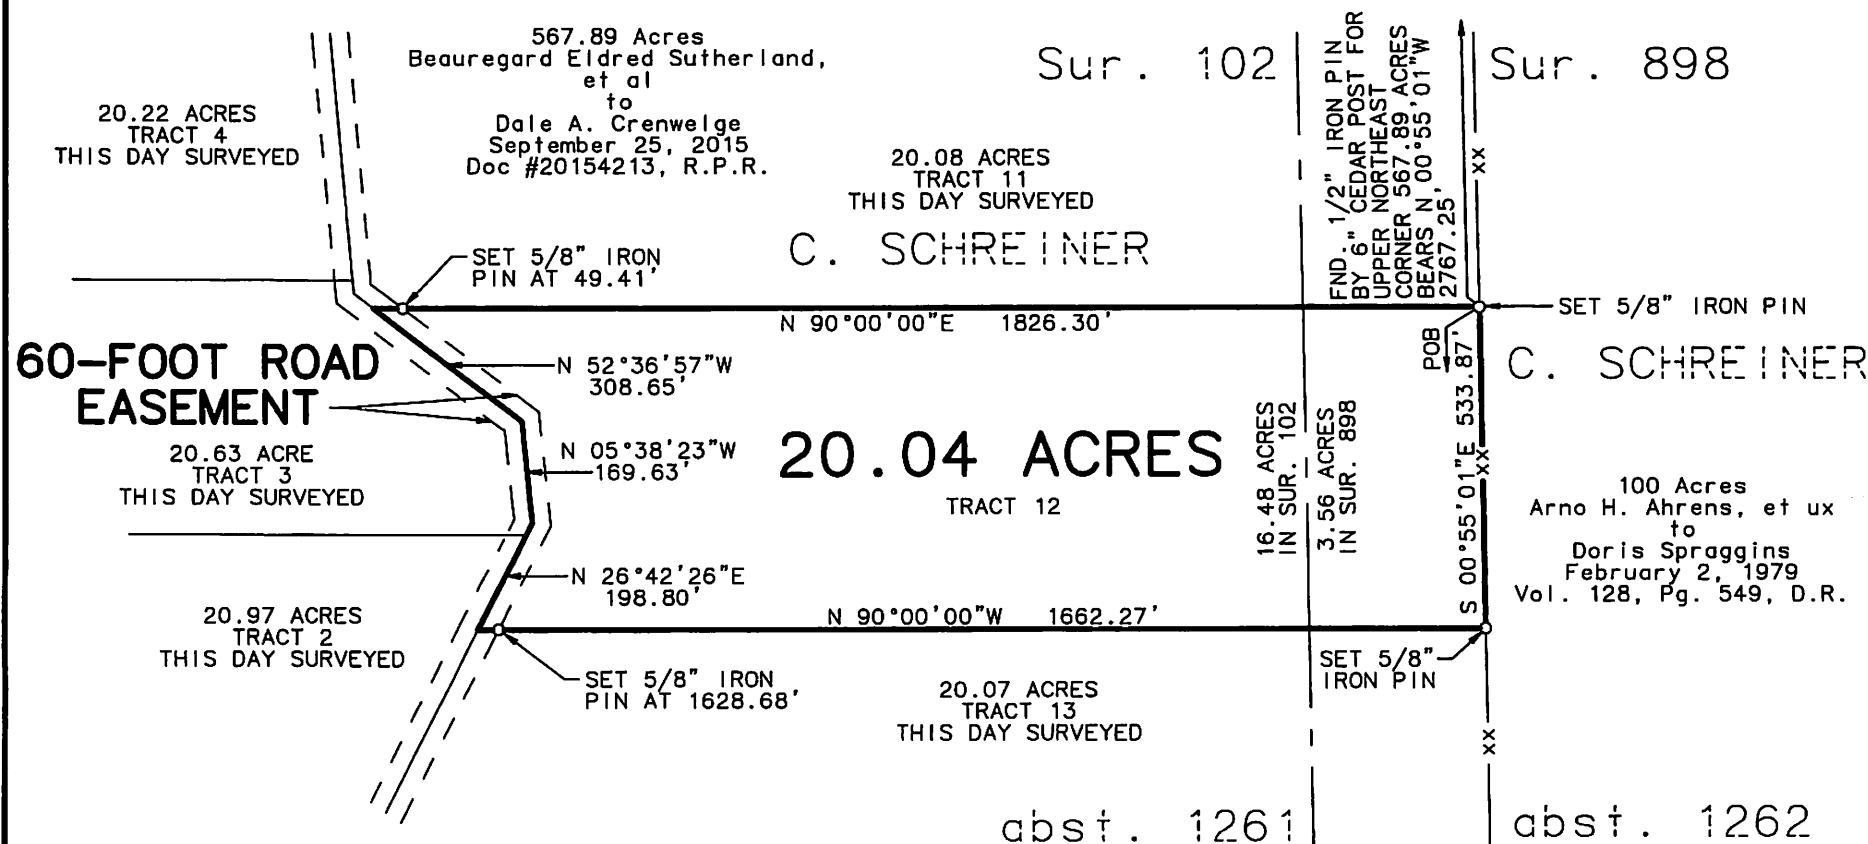 567.89 Acres
Beauregard Eldred Sutherland,
et al
to
Dale A. Crenwelge
September 25, 2015
Doc #20154213, R.P.R.
Sur. 102
FND. 1/2" IRON PIN
BY 6" CEDAR POST FOR
UPPER NORTHEAST
CORNER 567.89 ACRES
BEARS N 00°55'01"W
2767.25'
Sur. 898
xx
20.22 ACRES
TRACT 4
THIS DAY SURVEYED
20.08 ACRES
TRACT 11
THIS DAY SURVEYED
C. SCHREINER
SET 5/8" IRON
PIN AT 49.41'
N 90°00'00"E 1826.30'
SET 5/8" IRON PIN
POB
C. SCHREINER
60-FOOT ROAD
EASEMENT
N 52°36'57"W
308.65'
20.63 ACRE
TRACT 3
THIS DAY SURVEYED
N 05°38'23"W
169.63'
20.04 ACRES
TRACT 12
16.48 ACRES
IN SUR. 102
3.56 ACRES
IN SUR. 898
S 00°55'01"E 533.87'
xx
100 Acres
Arno H. Ahrens, et ux
to
Doris Spraggins
February 2, 1979
Vol. 128, Pg. 549, D.R.
N 26°42'26"E
198.80'
20.97 ACRES
TRACT 2
THIS DAY SURVEYED
N 90°00'00"W 1662.27'
SET 5/8" IRON
PIN AT 1628.68'
20.07 ACRES
TRACT 13
THIS DAY SURVEYED
SET 5/8"
IRON PIN
xx
abst. 1261
abst. 1262